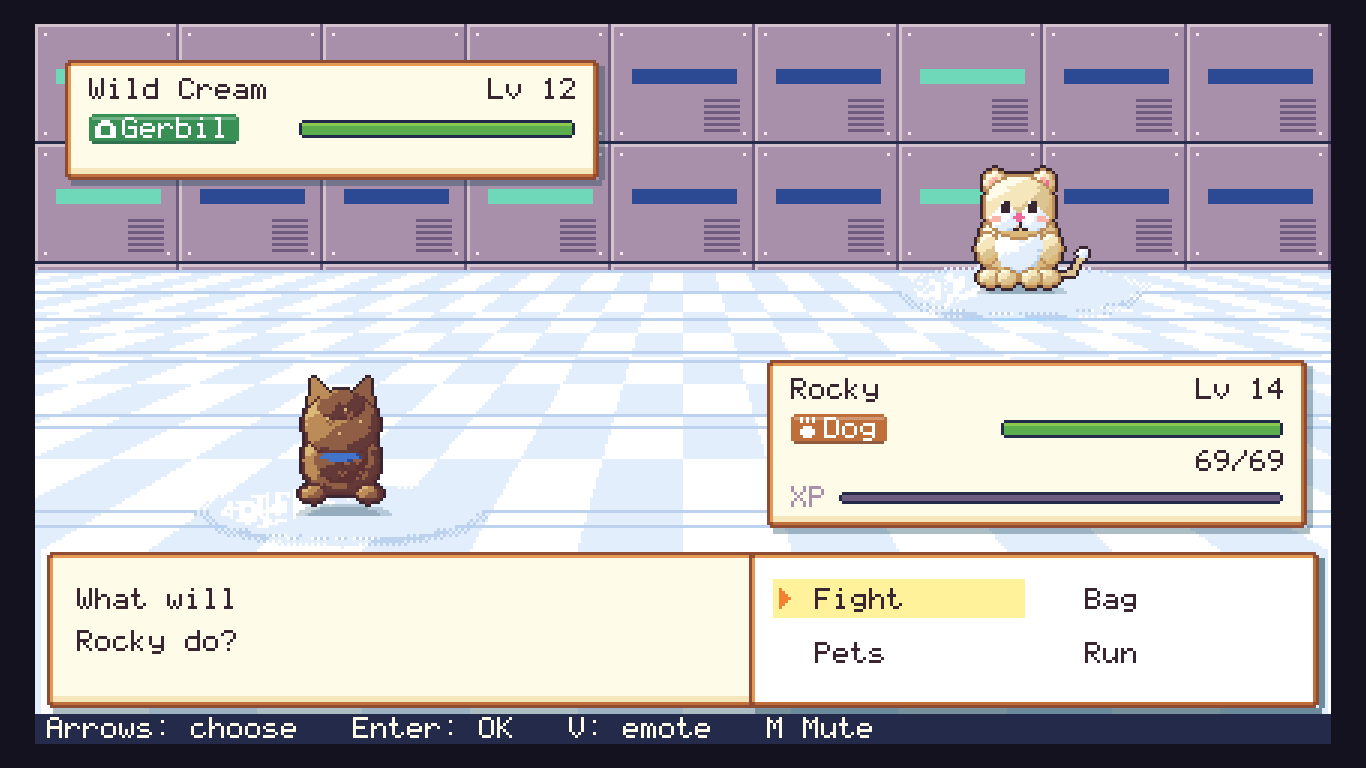 Wild Cream Lv 12
Gerbil
Rocky Lv 14
Dog
69/69
XP
What will
Rocky do?
Fight Bag
Pets Run
Arrows: choose Enter: OK V: emote M Mute